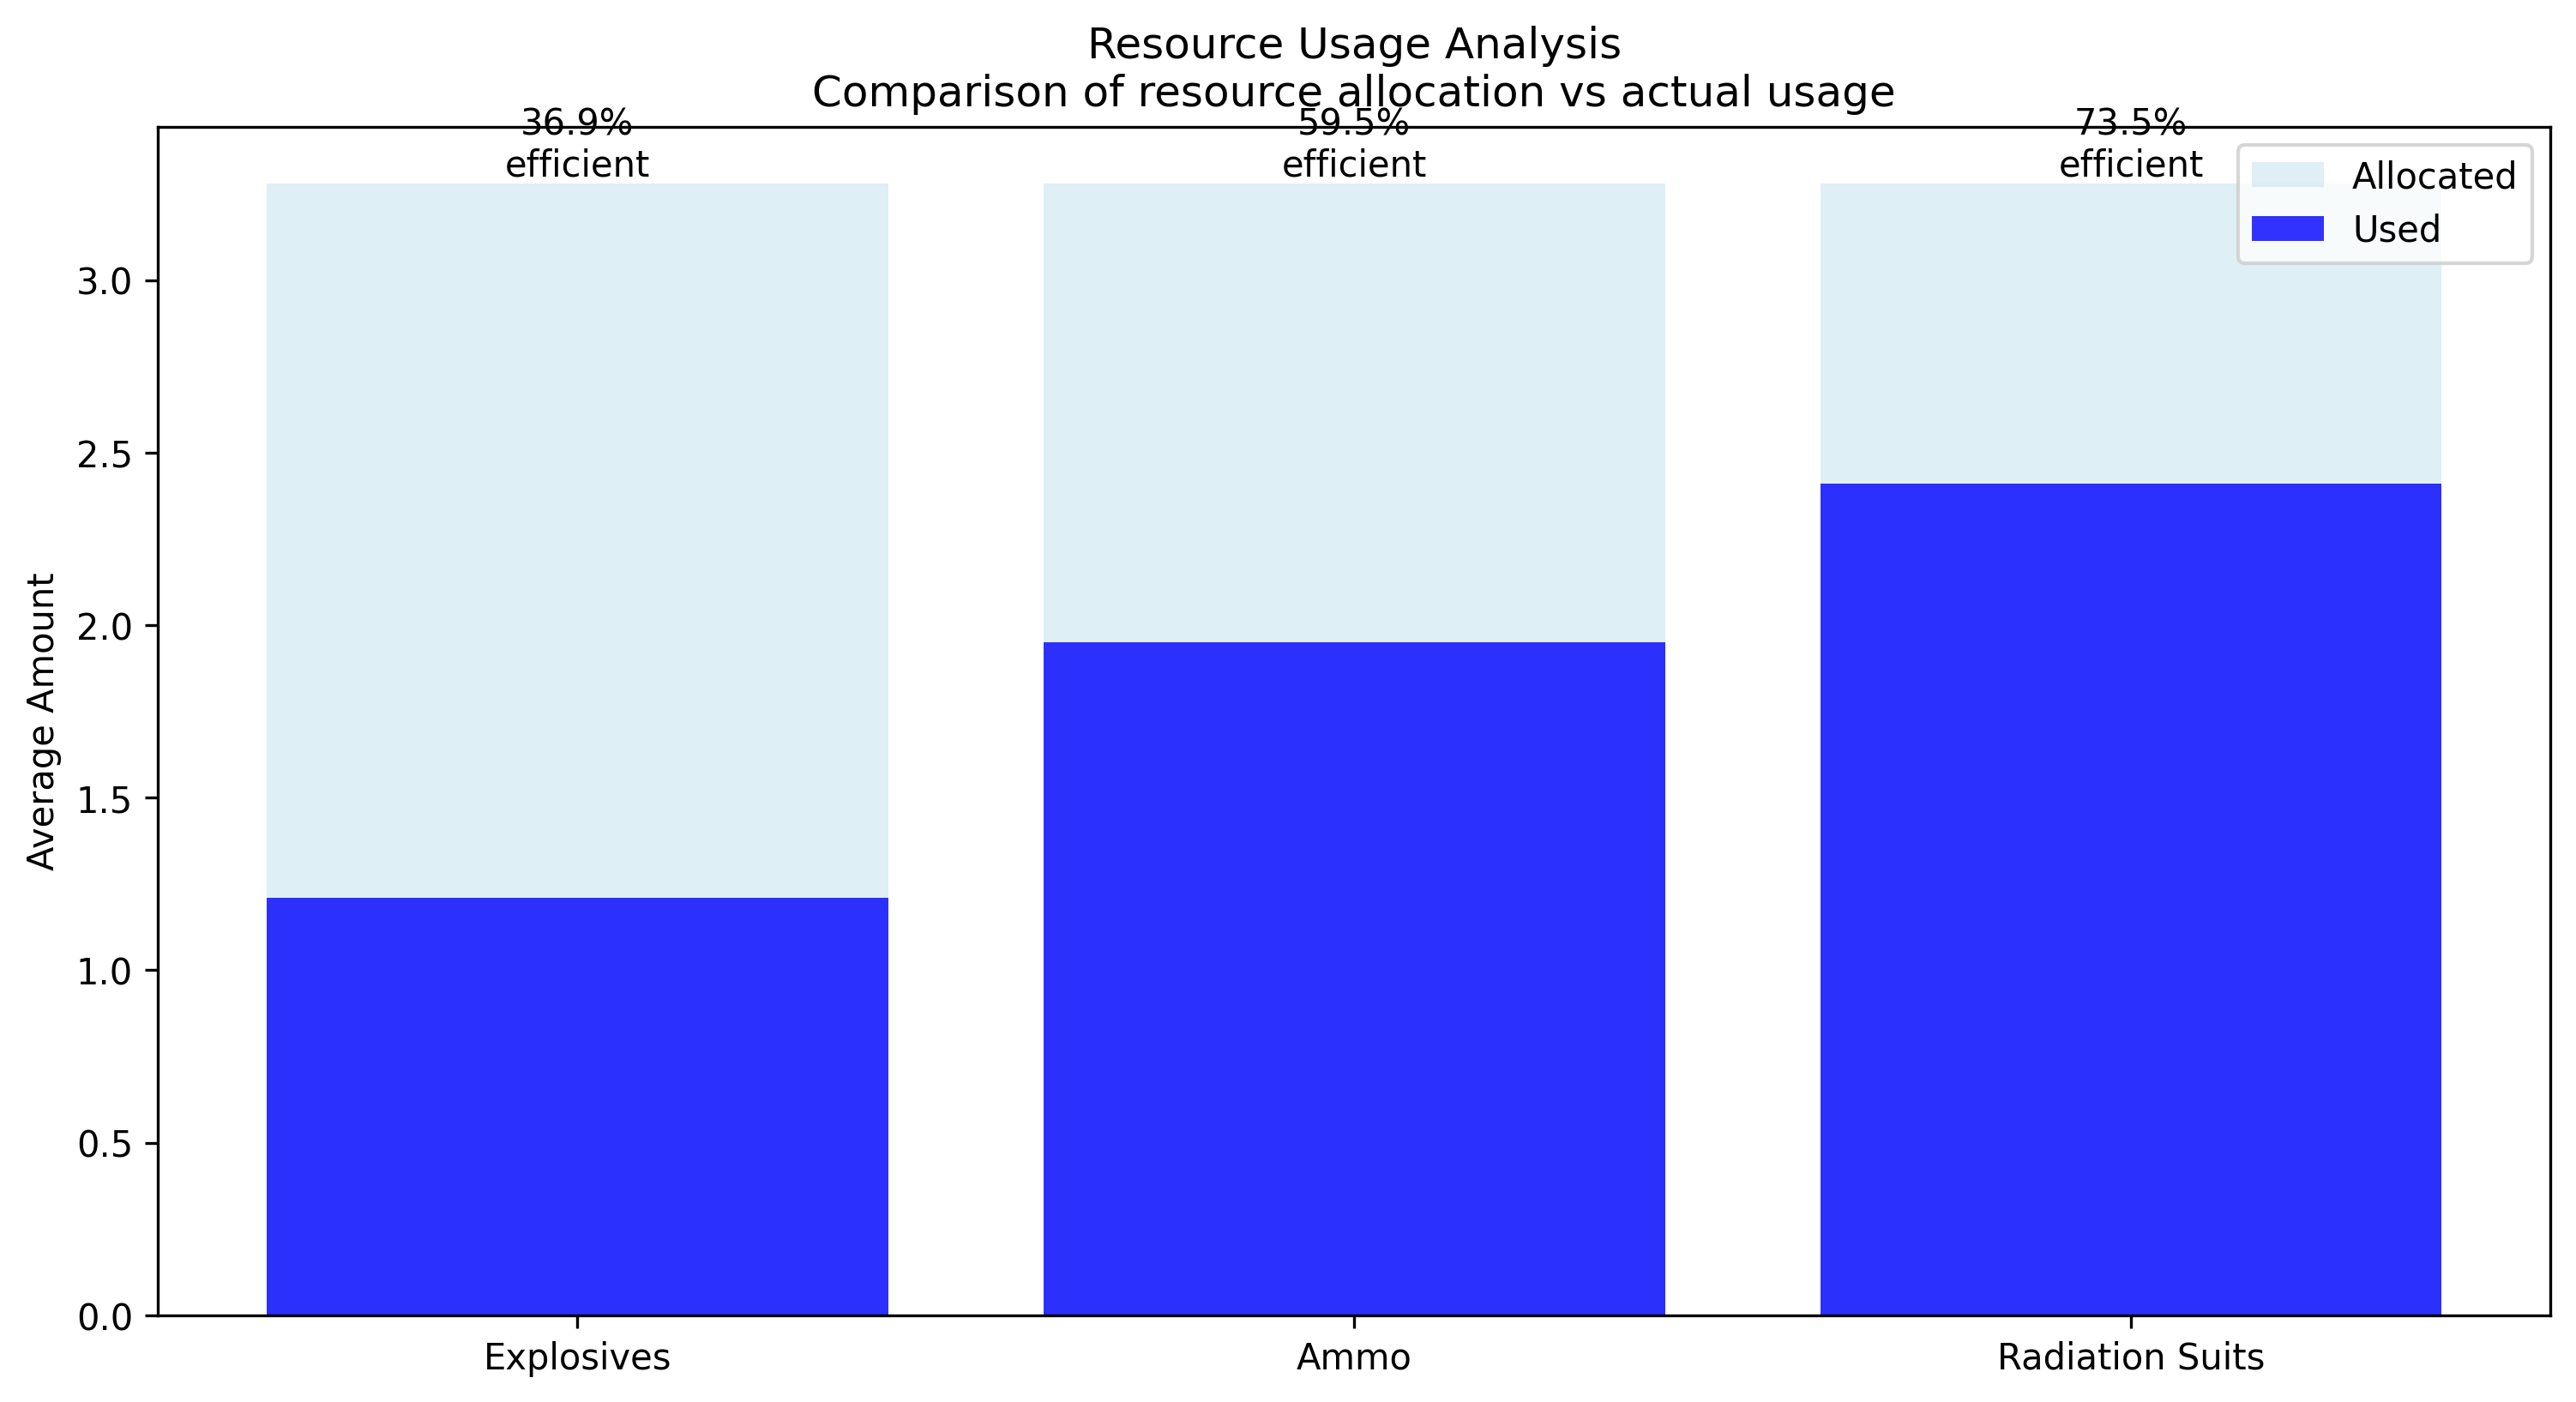 Resource Usage Analysis
Comparison of resource allocation vs actual usage
36.9%
efficient
59.5%
efficient
73.5%
efficient
Allocated
Used
3.0
2.5
2.0
1.5
1.0
0.5
0.0
Average Amount
Explosives
Ammo
Radiation Suits